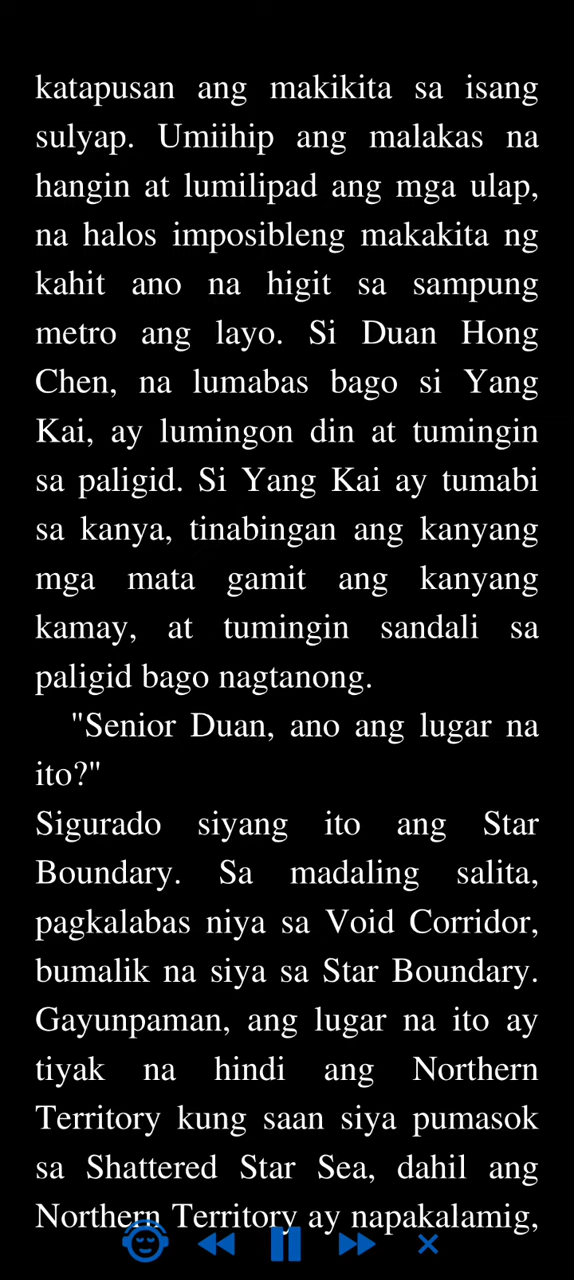 katapusan ang makikita sa isang
sulyap. Umiihip ang malakas na
hangin at lumilipad ang mga ulap,
na halos imposibleng makakita ng
kahit ano na higit sa sampung
metro ang layo. Si Duan Hong
Chen, na lumabas bago si Yang
Kai, ay lumingon din at tumingin
sa paligid. Si Yang Kai ay tumabi
sa kanya, tinabingan ang kanyang
mga mata gamit ang kanyang
kamay, at tumingin sandali sa
paligid bago nagtanong.
"Senior Duan, ano ang lugar na
ito?"
Sigurado siyang ito ang Star
Boundary. Sa madaling salita,
pagkalabas niya sa Void Corridor,
bumalik na siya sa Star Boundary.
Gayunpaman, ang lugar na ito ay
tiyak na hindi ang Northern
Territory kung saan siya pumasok
sa Shattered Star Sea, dahil ang
Northern Territory ay napakalamig,